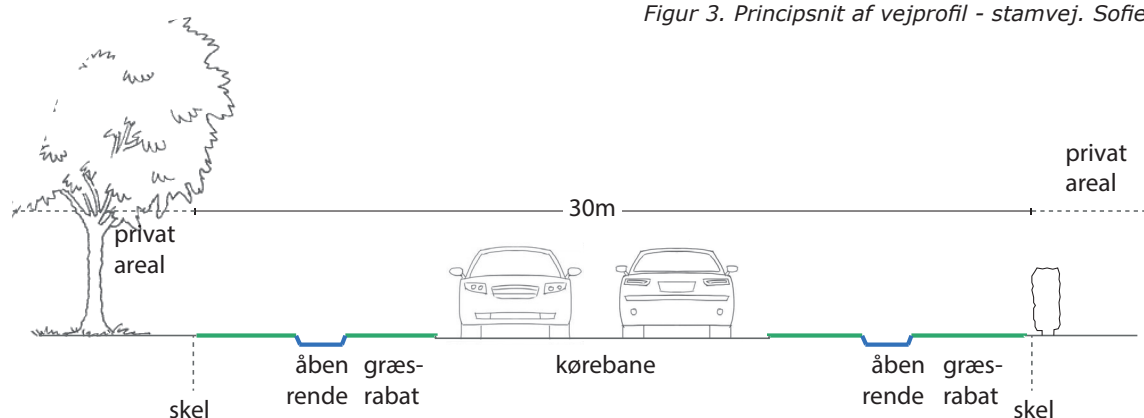 Figur 3. Principsnit af vejprofil - stamvej. Sofie
privat
areal
30m
privat
areal
åben
rende
græs-
rabat
kørebane
åben
rende
græs-
rabat
skel
skel